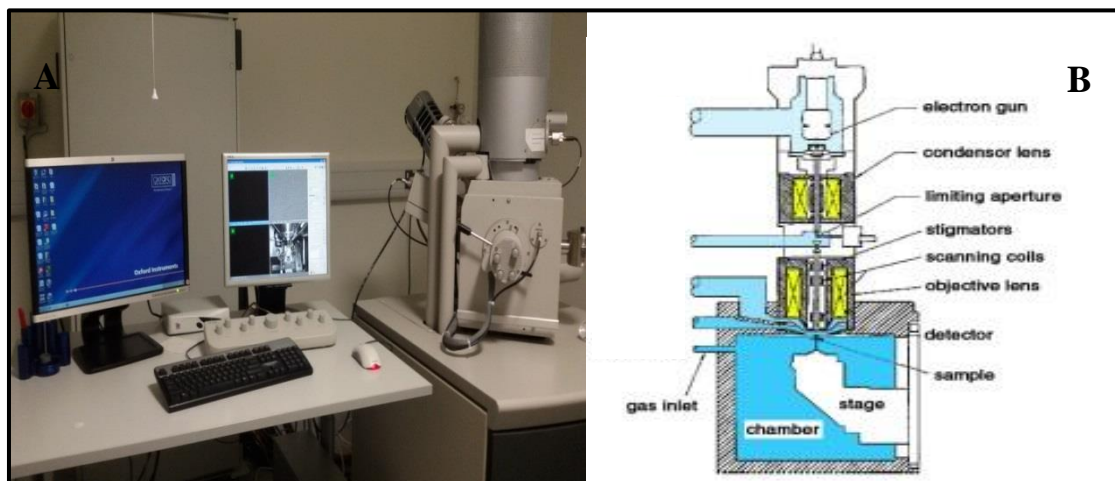 A
Oxford Instruments
B
electron gun
condensor lens
limiting aperture
stigmators
scanning coils
objective lens
detector
sample
gas inlet
stage
chamber